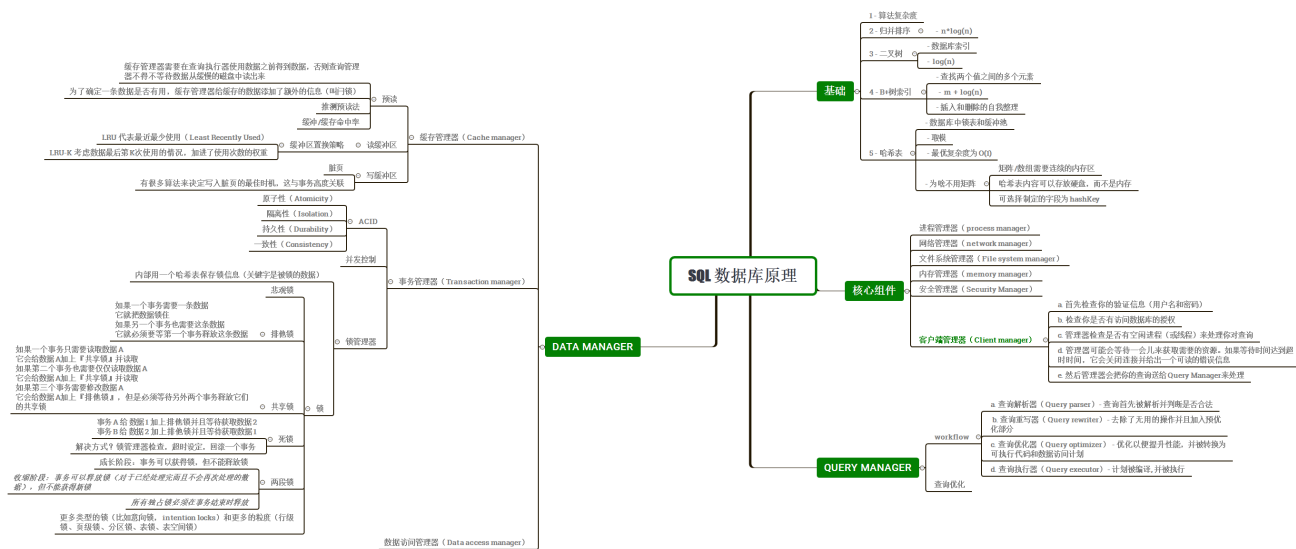 SQL 数据库原理
基础
1 - 算法复杂度
2 - 归并排序
- n*log(n)
3 - 二叉树
- 数据库索引
- log(n)
4 - B+树索引
- 查找两个值之间的多个元素
- m + log(n)
- 插入和删除的自我整理
5 - 哈希表
- 数据库中锁表和缓冲池
- 取模
- 最优复杂度为 O(1)
- 为啥不用矩阵
矩阵/数组需要连续的内存区
哈希表内容可以存放硬盘，而不是内存
可选择制定的字段为 hashKey
核心组件
进程管理器（process manager）
网络管理器（network manager）
文件系统管理器（File system manager）
内存管理器（memory manager）
安全管理器（Security Manager）
客户端管理器（Client manager）
a. 首先检查你的验证信息（用户名和密码）
b. 检查你是否有访问数据库的授权
c. 管理器检查是否有空闲进程（或线程）来处理你对查询
d. 管理器可能会等待一会儿来获取需要的资源。如果等待时间达到超
时时间，它会关闭连接并给出一个可读的错误信息
e. 然后管理器会把你的查询送给 Query Manager来处理
QUERY MANAGER
workflow
a. 查询解析器（Query parser）- 查询首先被解析并判断是否合法
b. 查询重写器（Query rewriter）- 去除了无用的操作并且加入预优
化部分
c. 查询优化器（Query optimizer）- 优化以便提升性能，并被转换为
可执行代码和数据访问计划
d. 查询执行器（Query executor）- 计划被编译,并被执行
查询优化
DATA MANAGER
缓存管理器（Cache manager）
预读
缓存管理器需要在查询执行器使用数据之前得到数据，否则查询管理
器不得不等待数据从缓慢的磁盘中读出来
为了确定一条数据是否有用，缓存管理器给缓存的数据添加了额外的信息（叫闩锁）
推测预读法
缓冲/缓存命中率
读缓冲区
缓冲区置换策略
LRU 代表最近最少使用（Least Recently Used）
LRU-K 考虑数据最后第K次使用的情况，加进了使用次数的权重
写缓冲区
脏页
有很多算法来决定写入脏页的最佳时机，这与事务高度关联
事务管理器（Transaction manager）
ACID
原子性（Atomicity）
隔离性（Isolation）
持久性（Durability）
一致性（Consistency）
并发控制
锁管理器
内部用一个哈希表保存锁信息（关键字是被锁的数据）
锁
悲观锁
排他锁
如果一个事务需要一条数据
它就把数据锁住
如果另一个事务也需要这条数据
它就必须要等第一个事务释放这条数据
共享锁
如果一个事务只需要读取数据A
它会给数据A加上『共享锁』并读取
如果第二个事务也需要仅仅读取数据A
它会给数据A加上『共享锁』并读取
如果第三个事务需要修改数据A
它会给数据A加上『排他锁』，但是必须等待另外两个事务释放它们
的共享锁
死锁
事务A 给 数据1 加上排他锁并且等待获取数据2
事务B 给 数据2 加上排他锁并且等待获取数据1
解决方式？锁管理器检查，超时设定，回滚一个事务
两段锁
成长阶段：事务可以获得锁，但不能释放锁
收缩阶段：事务可以释放锁（对于已经处理完而且不会再次处理的数
据），但不能获得新锁
所有独占锁必须在事务结束时释放
更多类型的锁（比如意向锁， intention locks）和更多的粒度（行级
锁、页级锁、分区锁、表锁、表空间锁）
数据访问管理器（Data access manager）